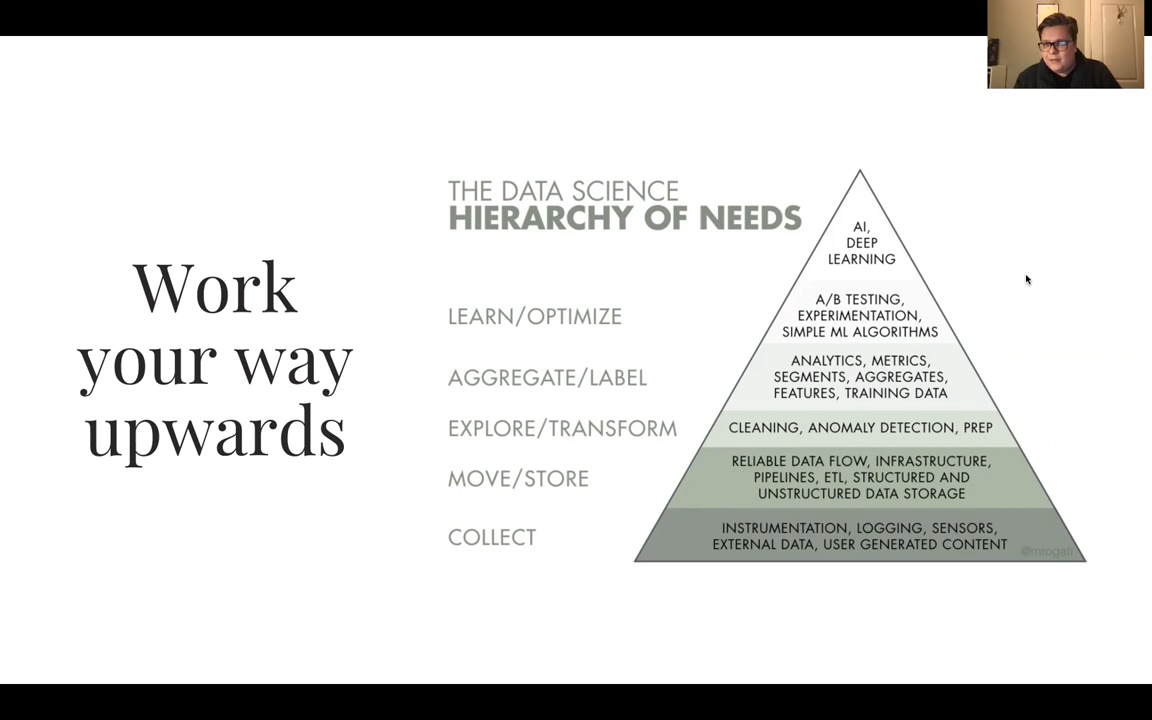 Work
your way
upwards
THE DATA SCIENCE
HIERARCHY OF NEEDS
LEARN/OPTIMIZE
AGGREGATE/LABEL
EXPLORE/TRANSFORM
MOVE/STORE
COLLECT
AI,
DEEP
LEARNING
A/B TESTING,
EXPERIMENTATION,
SIMPLE ML ALGORITHMS
ANALYTICS, METRICS,
SEGMENTS, AGGREGATES,
FEATURES, TRAINING DATA
CLEANING, ANOMALY DETECTION, PREP
RELIABLE DATA FLOW, INFRASTRUCTURE,
PIPELINES, ETL, STRUCTURED AND
UNSTRUCTURED DATA STORAGE
INSTRUMENTATION, LOGGING, SENSORS,
EXTERNAL DATA, USER GENERATED CONTENT
@mrogati